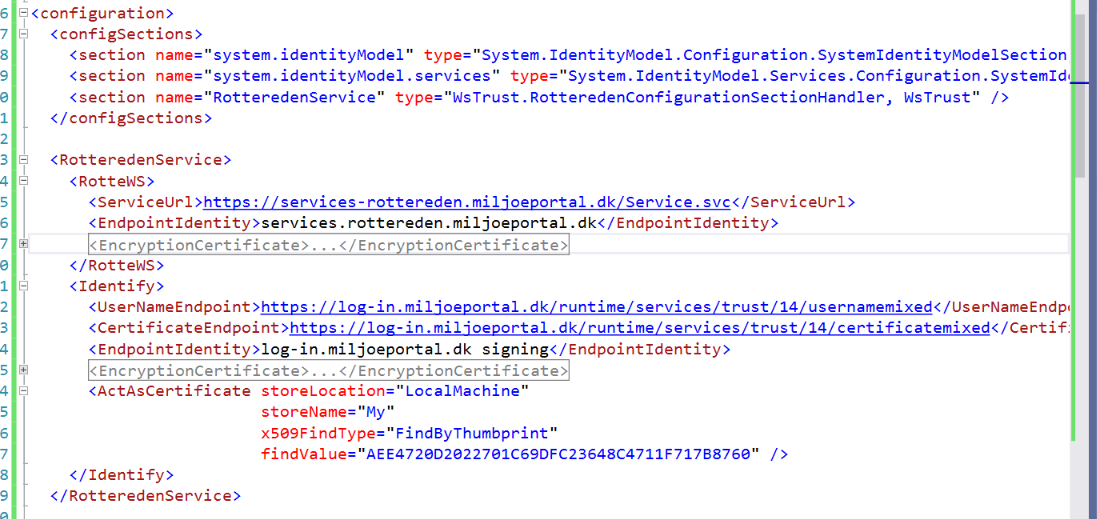 6 <configuration>
7 <configSections>
8 <section name="system.identityModel" type="System.IdentityModel.Configuration.SystemIdentityModelSection
9 <section name="system.identityModel.services" type="System.IdentityModel.Services.Configuration.SystemIde
0 <section name="RotteredenService" type="WsTrust.RotteredenConfigurationSectionHandler, WsTrust" />
1 </configSections>
2
3 <RotteredenService>
4 <RotteWS>
5 <ServiceUrl>https://services-rottereden.miljoeportal.dk/Service.svc</ServiceUrl>
6 <EndpointIdentity>services.rottereden.miljoeportal.dk</EndpointIdentity>
7 <EncryptionCertificate>...</EncryptionCertificate>
0 </RotteWS>
1 <Identify>
2 <UserNameEndpoint>https://log-in.miljoeportal.dk/runtime/services/trust/14/usernamemixed</UserNameEndp
3 <CertificateEndpoint>https://log-in.miljoeportal.dk/runtime/services/trust/14/certificatemixed</Certifi
4 <EndpointIdentity>log-in.miljoeportal.dk signing</EndpointIdentity>
5 <EncryptionCertificate>...</EncryptionCertificate>
4 <ActAsCertificate storeLocation="LocalMachine"
5 storeName="My"
6 x509FindType="FindByThumbprint"
7 findValue="AEE4720D2022701C69DFC23648C4711F717B8760" />
8 </Identify>
9 </RotteredenService>
0